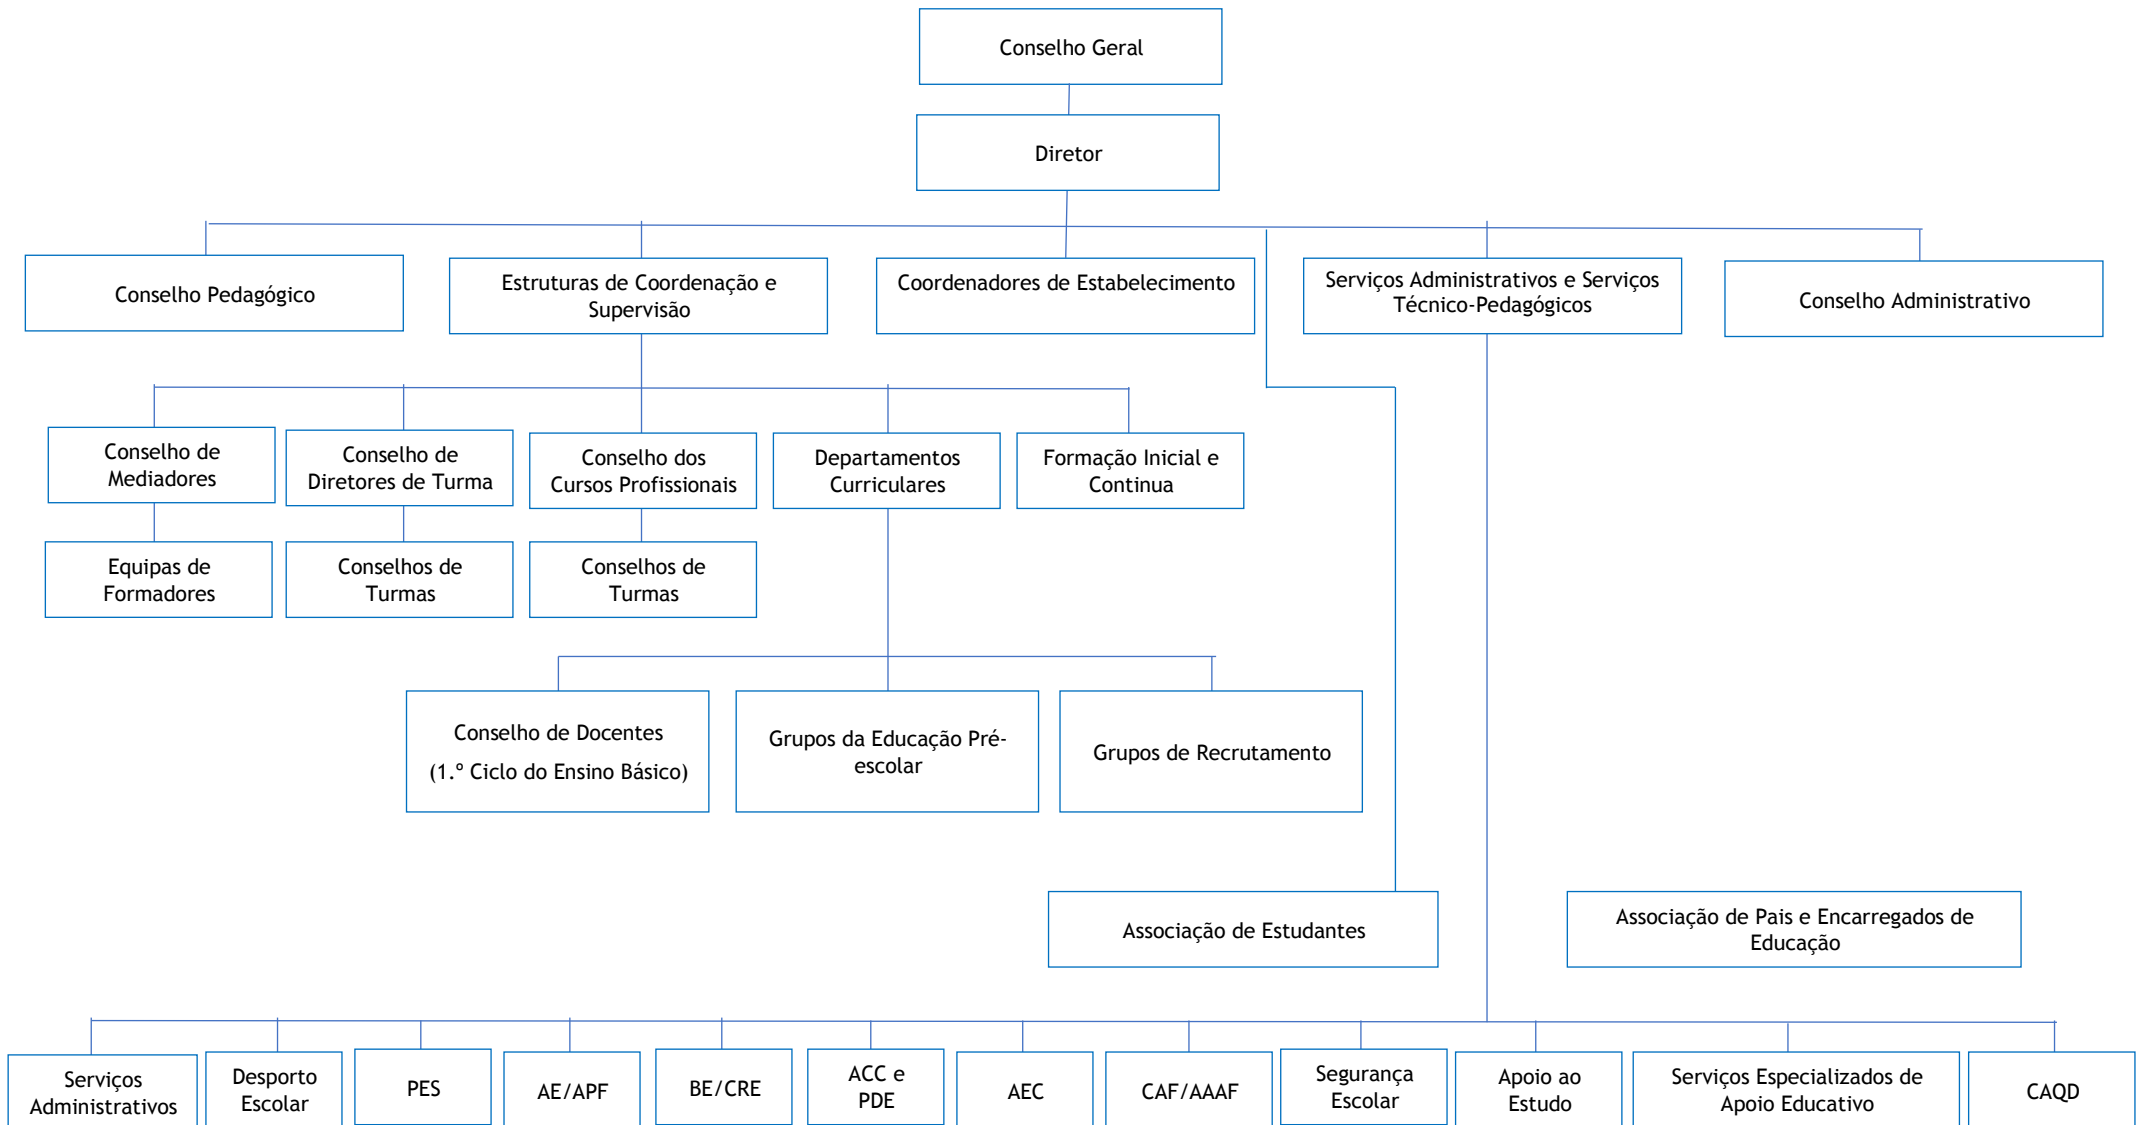 Conselho Geral
Diretor
Conselho Pedagógico
Estruturas de Coordenação e
Supervisão
Coordenadores de Estabelecimento
Serviços Administrativos e Serviços
Técnico-Pedagógicos
Conselho Administrativo
Conselho de
Mediadores
Conselho de
Diretores de Turma
Conselho dos
Cursos Profissionais
Departamentos
Curriculares
Formação Inicial e
Continua
Equipas de
Formadores
Conselhos de
Turmas
Conselhos de
Turmas
Conselho de Docentes
(1.º Ciclo do Ensino Básico)
Grupos da Educação Pré-
escolar
Grupos de Recrutamento
Associação de Estudantes
Associação de Pais e Encarregados de
Educação
Serviços
Administrativos
Desporto
Escolar
PES
AE/APF
BE/CRE
ACC e
PDE
AEC
CAF/AAAF
Segurança
Escolar
Apoio ao
Estudo
Serviços Especializados de
Apoio Educativo
CAQD